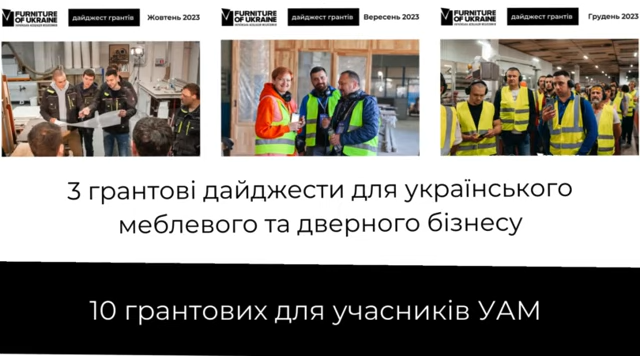 FURNITURE
OF UKRAINE
дайджест грантів
Жовтень 2023
FURNITURE
OF UKRAINE
дайджест грантів
Вересень 2023
FURNITURE
OF UKRAINE
дайджест грантів
Грудень 2023
3 грантові дайджести для українського
меблевого та дверного бізнесу
10 грантових для учасників УАМ